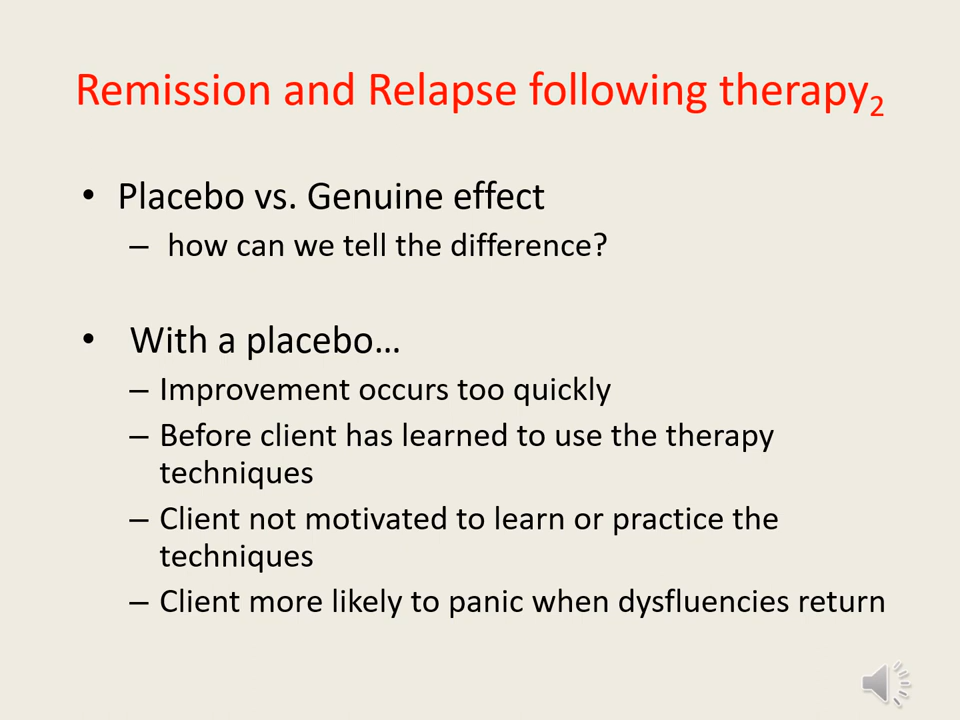 Remission and Relapse following therapy2
• Placebo vs. Genuine effect
– how can we tell the difference?
• With a placebo…
– Improvement occurs too quickly
– Before client has learned to use the therapy
techniques
– Client not motivated to learn or practice the
techniques
– Client more likely to panic when dysfluencies return